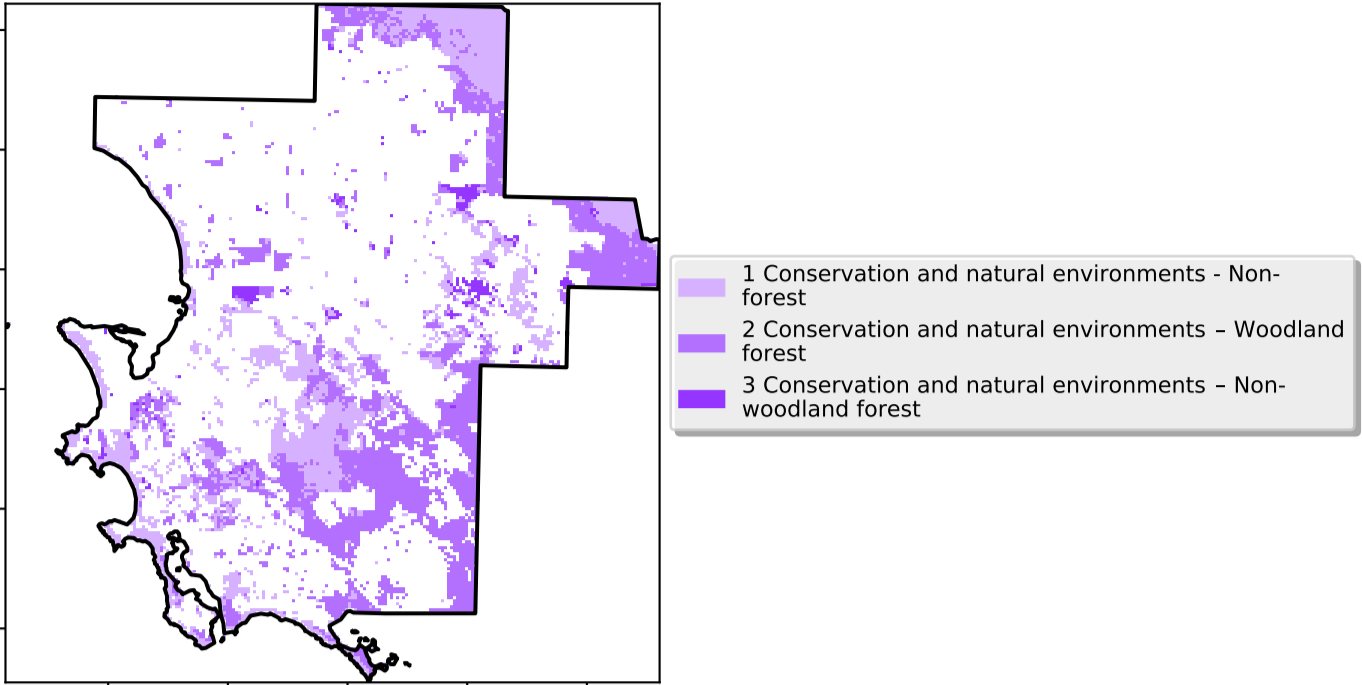 1 Conservation and natural environments - Non-
forest
2 Conservation and natural environments – Woodland
forest
3 Conservation and natural environments – Non-
woodland forest